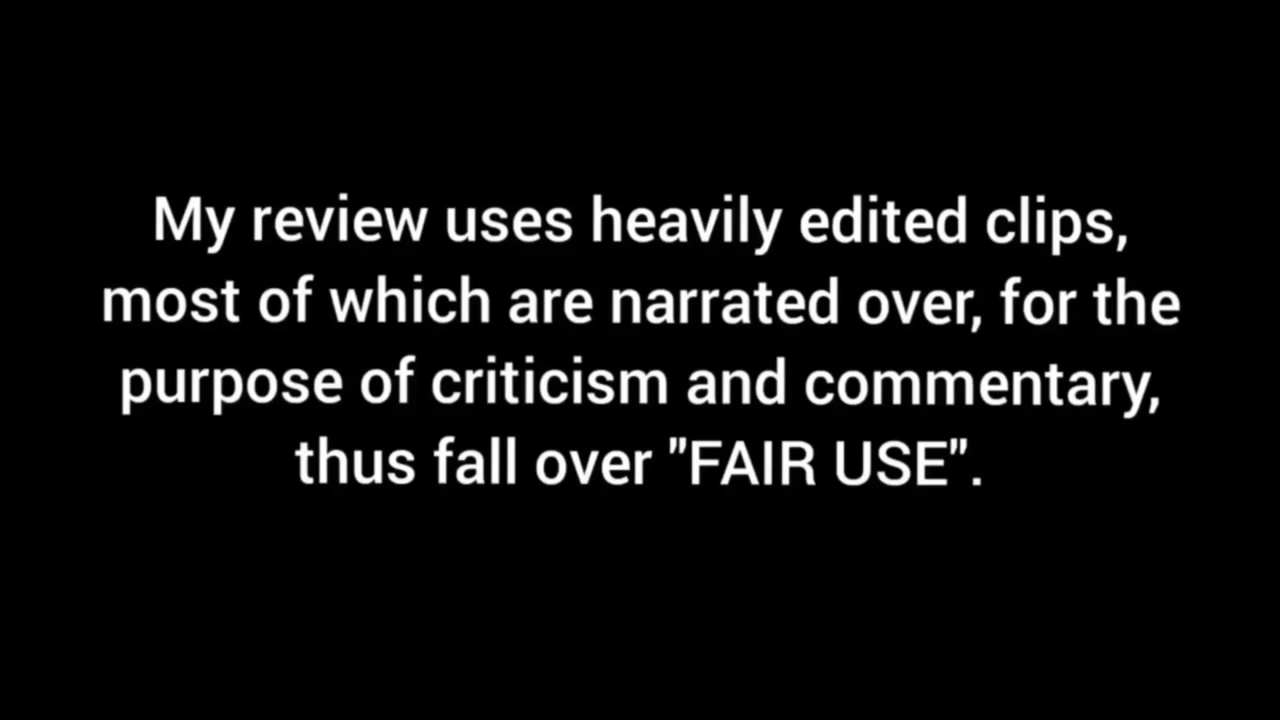 My review uses heavily edited clips,
most of which are narrated over, for the
purpose of criticism and commentary,
thus fall over "FAIR USE".